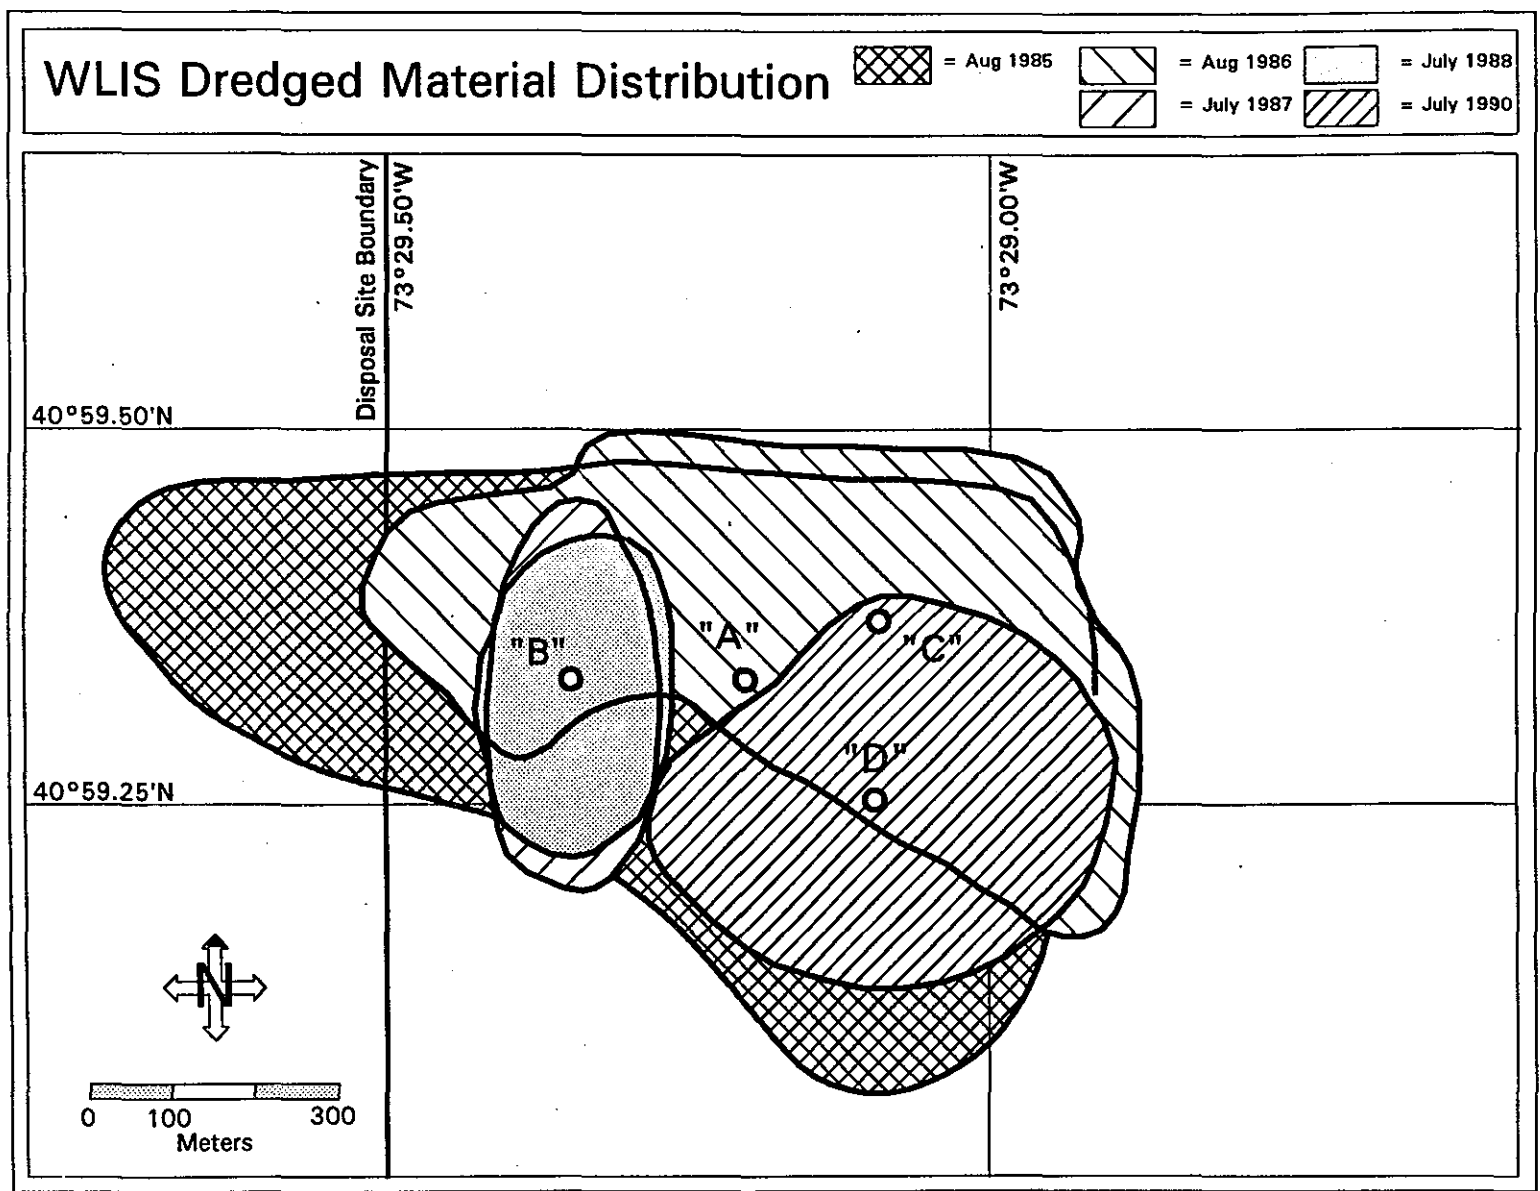 WLIS Dredged Material Distribution
= Aug 1985
= Aug 1986
= July 1988
= July 1987
= July 1990
Disposal Site Boundary
73°29.50'W
73°29.00'W
40°59.50'N
"B"
"A"
"C"
"D"
40°59.25'N
N
0 100 300
Meters